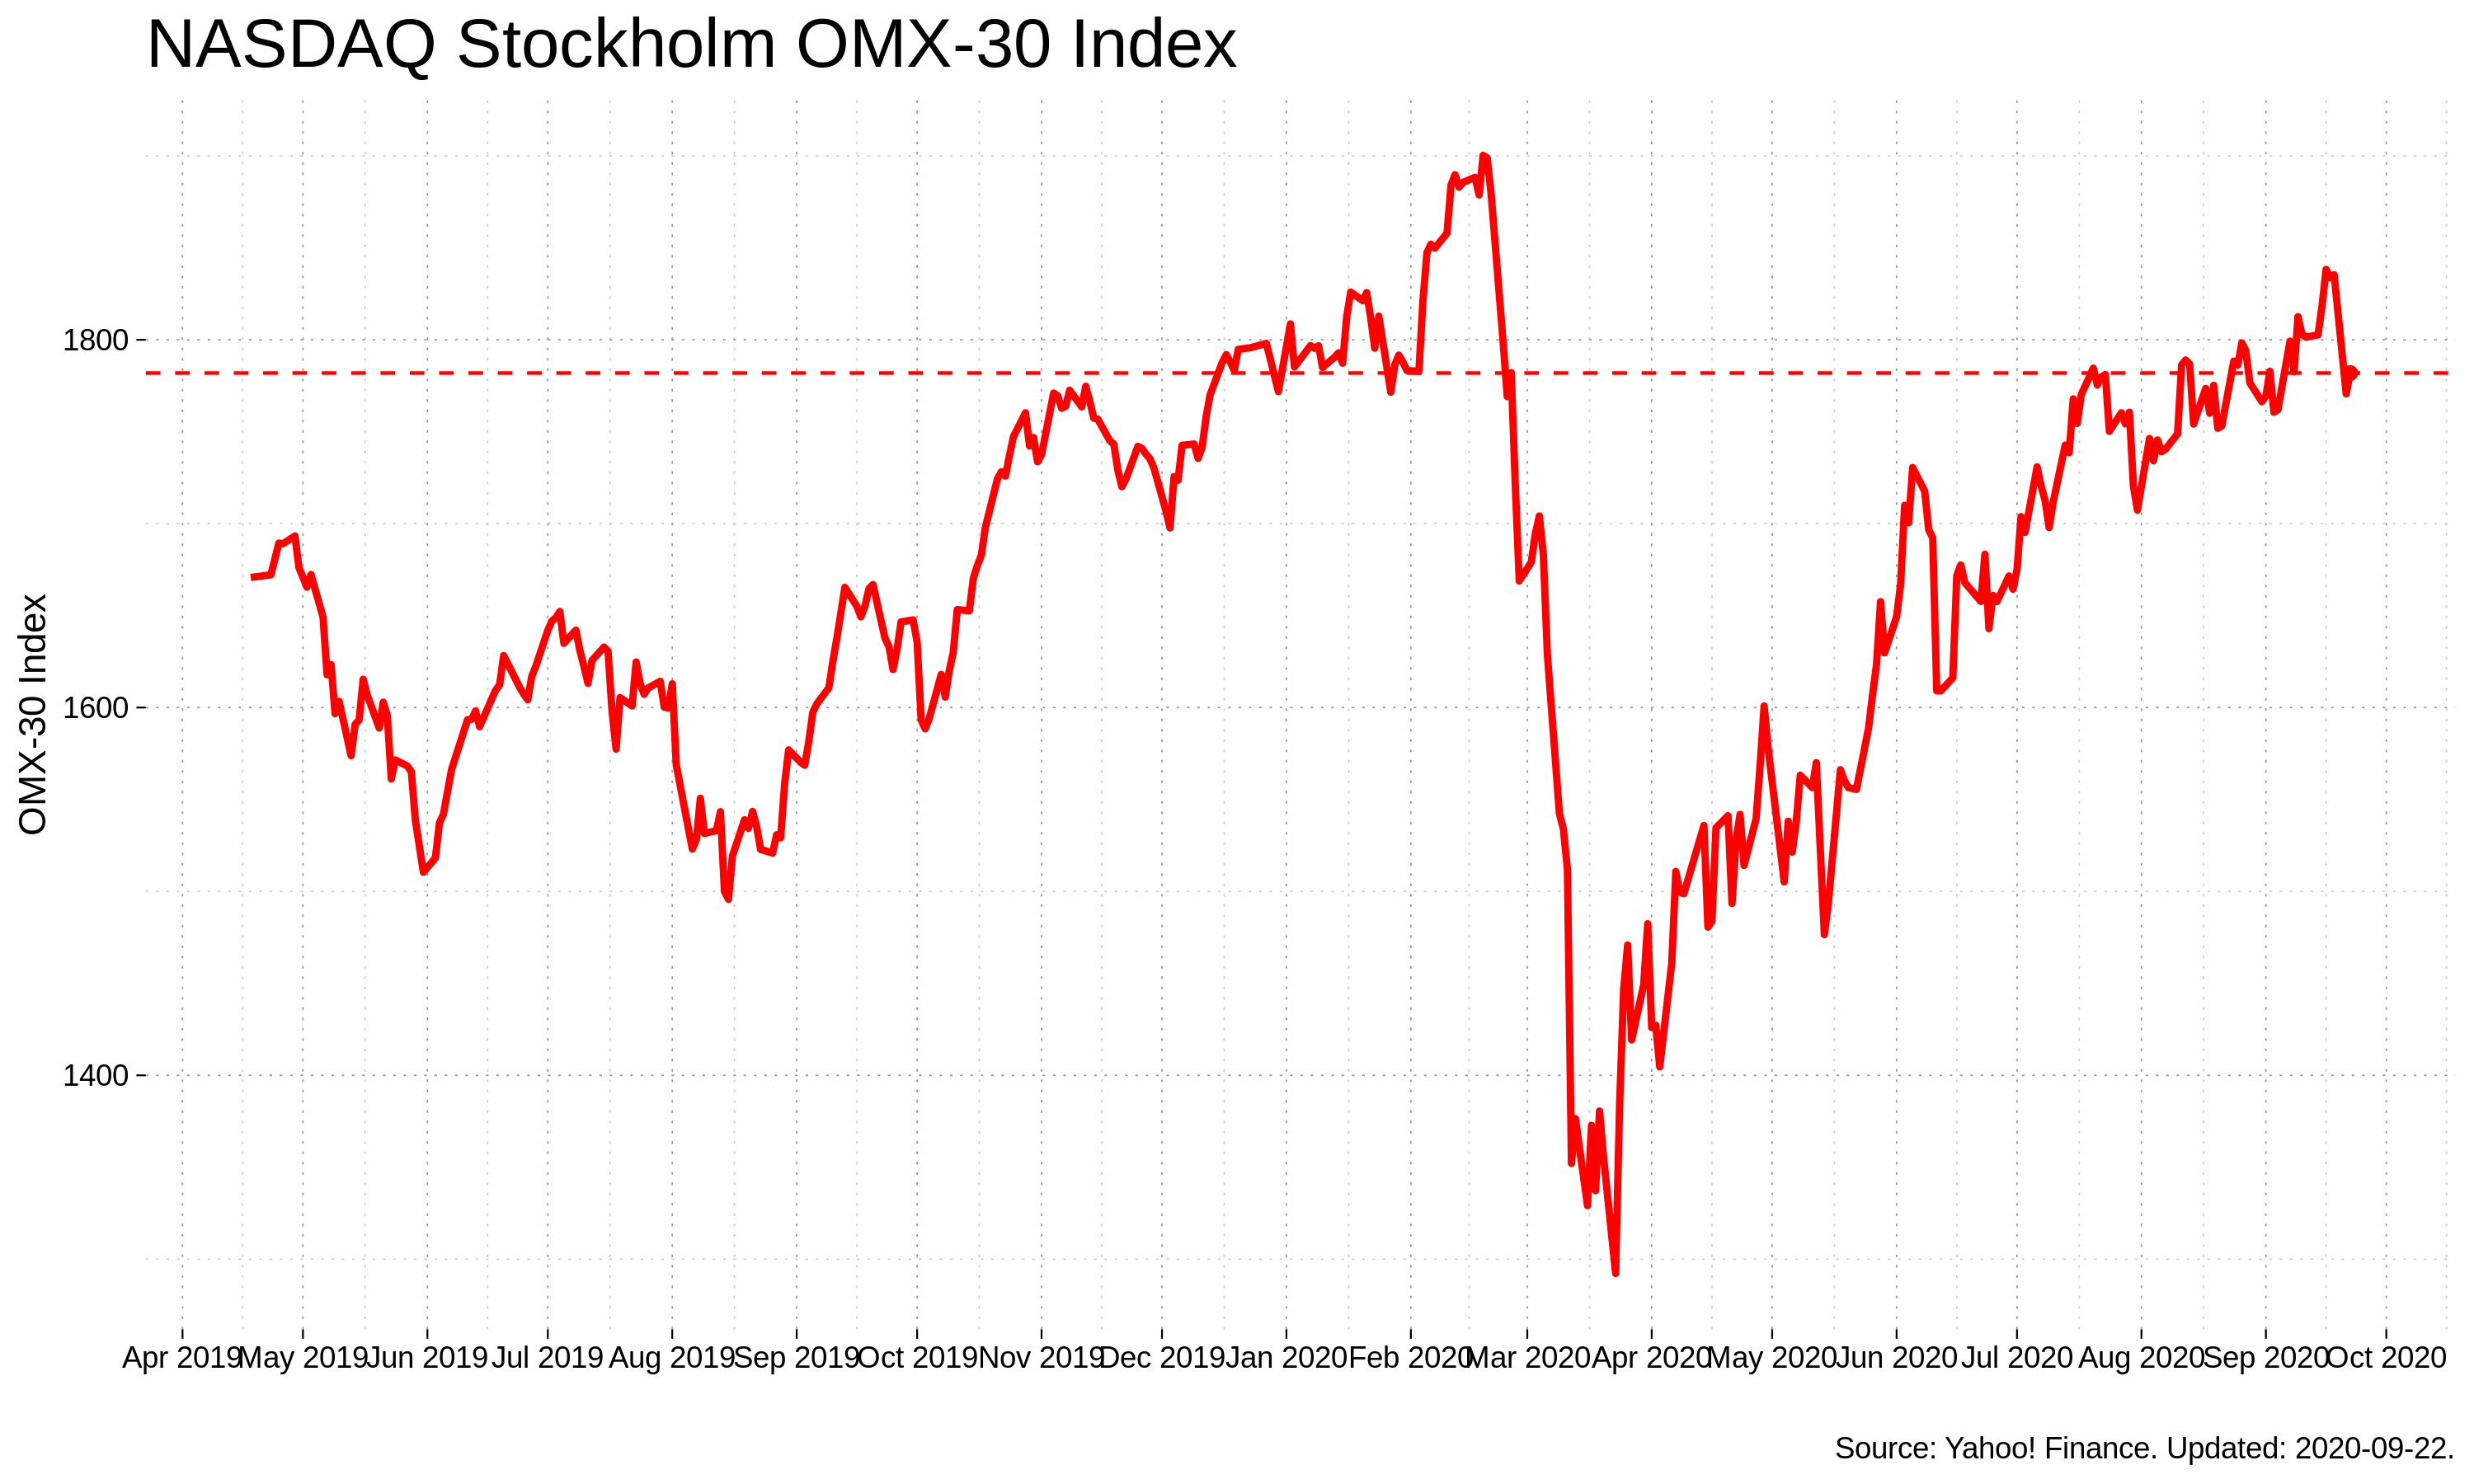 NASDAQ Stockholm OMX-30 Index
OMX-30 Index
1800
1600
1400
Apr 2019 May 2019 Jun 2019 Jul 2019 Aug 2019 Sep 2019 Oct 2019 Nov 2019 Dec 2019 Jan 2020 Feb 2020 Mar 2020 Apr 2020 May 2020 Jun 2020 Jul 2020 Aug 2020 Sep 2020 Oct 2020
Source: Yahoo! Finance. Updated: 2020-09-22.